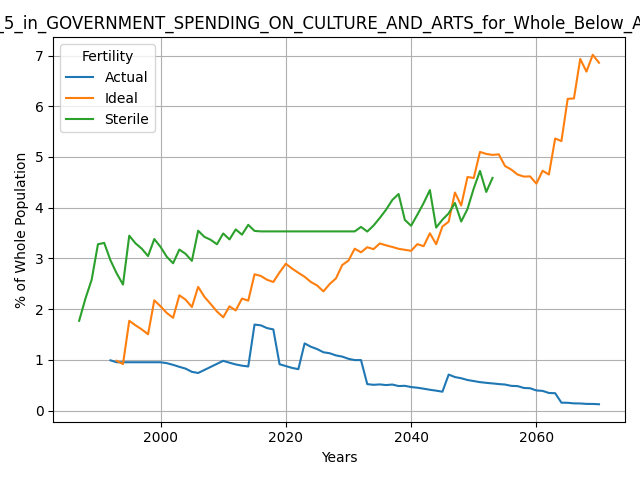 _5_in_GOVERNMENT_SPENDING_ON_CULTURE_AND_ARTS_for_Whole_Below_A
Fertility
Actual
Ideal
Sterile
% of Whole Population
7
6
5
4
3
2
1
0
2000
2020
2040
2060
Years